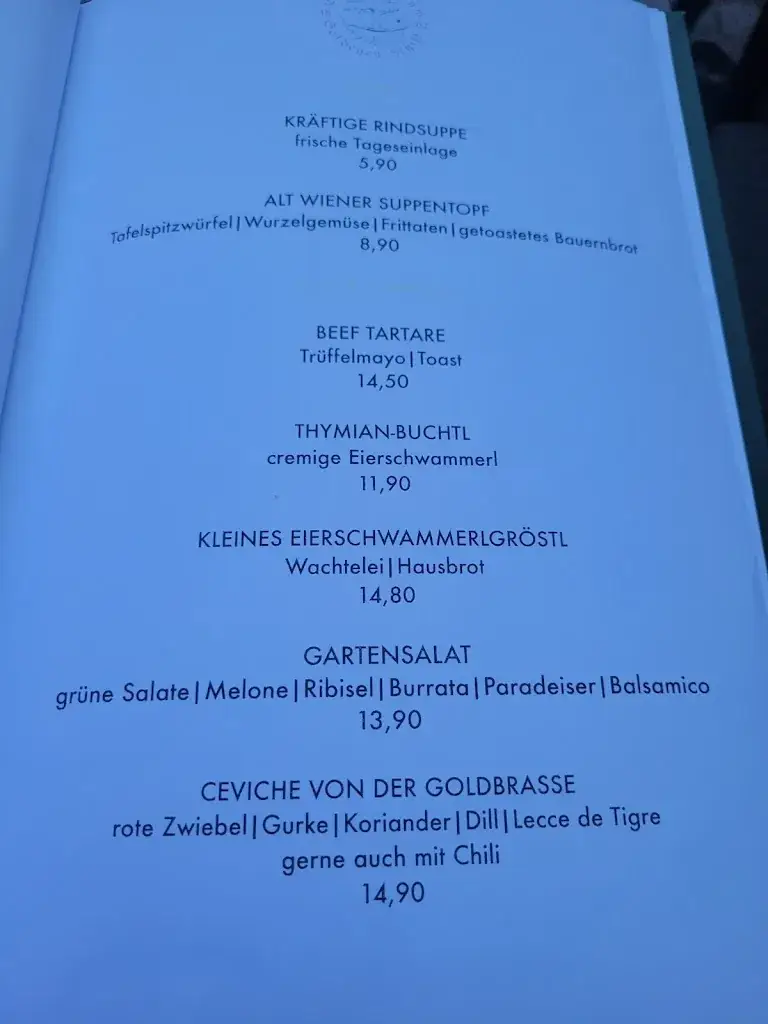 KRÄFTIGE RINDSUPPE
frische Tageseinlage
5,90
ALT WIENER SUPPENTOPF
Tafelspitzwürfel|Wurzelgemüse|Frittaten|getoastetes Bauernbrot
8,90
BEEF TARTARE
Trüffelmayo|Toast
14,50
THYMIAN-BUCHTL
cremige Eierschwammerl
11,90
KLEINES EIERSCHWAMMERLGRÖSTL
Wachtelei|Hausbrot
14,80
GARTENSALAT
grüne Salate|Melone|Ribisel|Burrata|Paradeiser|Balsamico
13,90
CEVICHE VON DER GOLDBRASSE
rote Zwiebel|Gurke|Koriander|Dill|Lecce de Tigre
gerne auch mit Chili
14,90